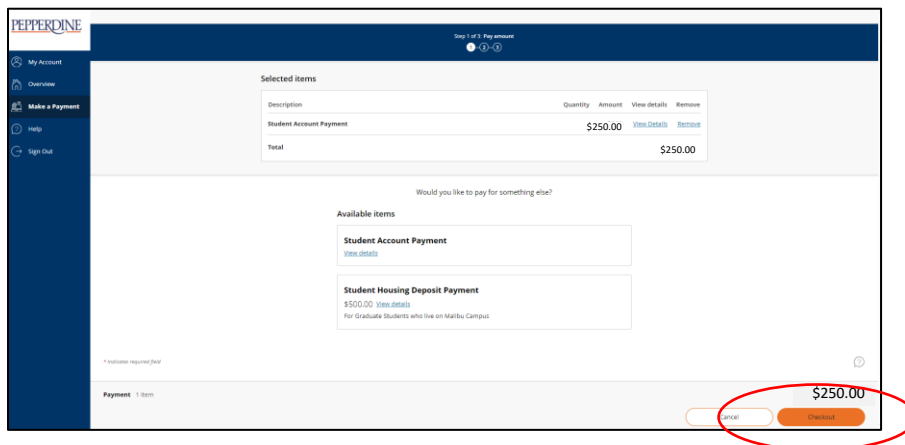 PEPPERDINE
My Account
Overview
Make a Payment
Help
Sign Out
Step 1 of 3: Pay amount
1 2 3
Selected items
Description Quantity Amount View details Remove
Student Account Payment $250.00 View Details Remove
Total $250.00
Would you like to pay for something else?
Available items
Student Account Payment
View details
Student Housing Deposit Payment
$500.00 View details
For Graduate Students who live on Malibu Campus
* Indicates required field
Payment 1 item $250.00
Cancel Checkout